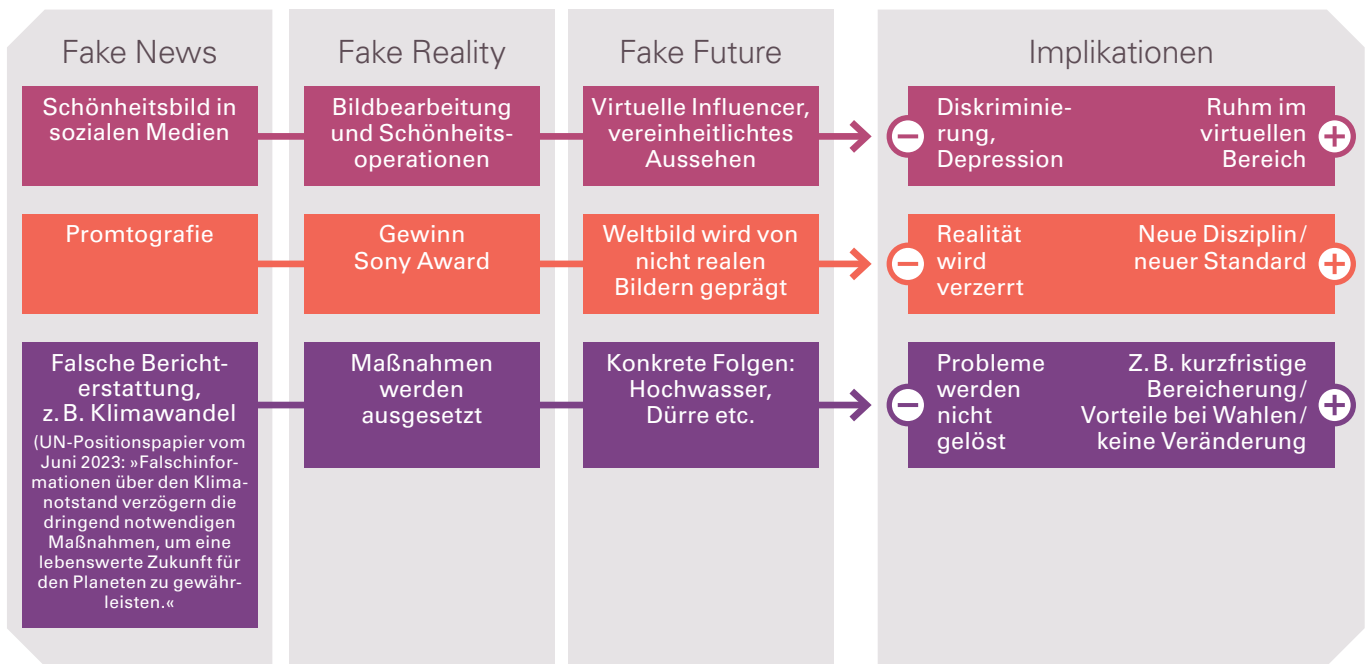 Fake News
Fake Reality
Fake Future
Implikationen
Schönheitsbild in
sozialen Medien
Bildbearbeitung
und Schönheits-
operationen
Virtuelle Influencer,
vereinheitlichtes
Aussehen
Diskriminie-
rung,
Depression
Ruhm im
virtuellen
Bereich
Promtografie
Gewinn
Sony Award
Weltbild wird von
nicht realen
Bildern geprägt
Realität
wird
verzerrt
Neue Disziplin/
neuer Standard
Falsche Bericht-
erstattung,
z. B. Klimawandel
(UN-Positionspapier vom
Juni 2023: »Falschinfor-
mationen über den Klima-
notstand verzögern die
dringend notwendigen
Maßnahmen, um eine
lebenswerte Zukunft für
den Planeten zu gewähr-
leisten.«
Maßnahmen
werden
ausgesetzt
Konkrete Folgen:
Hochwasser,
Dürre etc.
Probleme
werden
nicht
gelöst
Z. B. kurzfristige
Bereicherung/
Vorteile bei Wahlen/
keine Veränderung